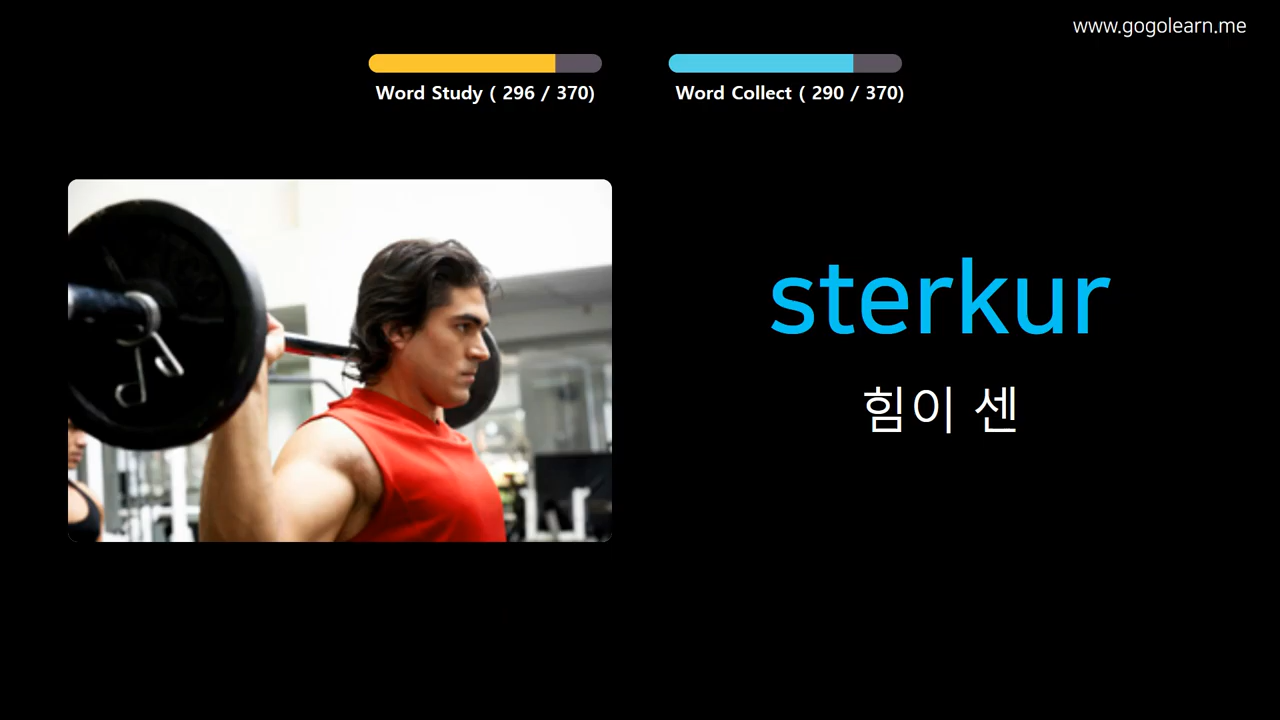 www.gogolearn.me
Word Study ( 296 / 370)
Word Collect ( 290 / 370)
sterkur
힘이 센